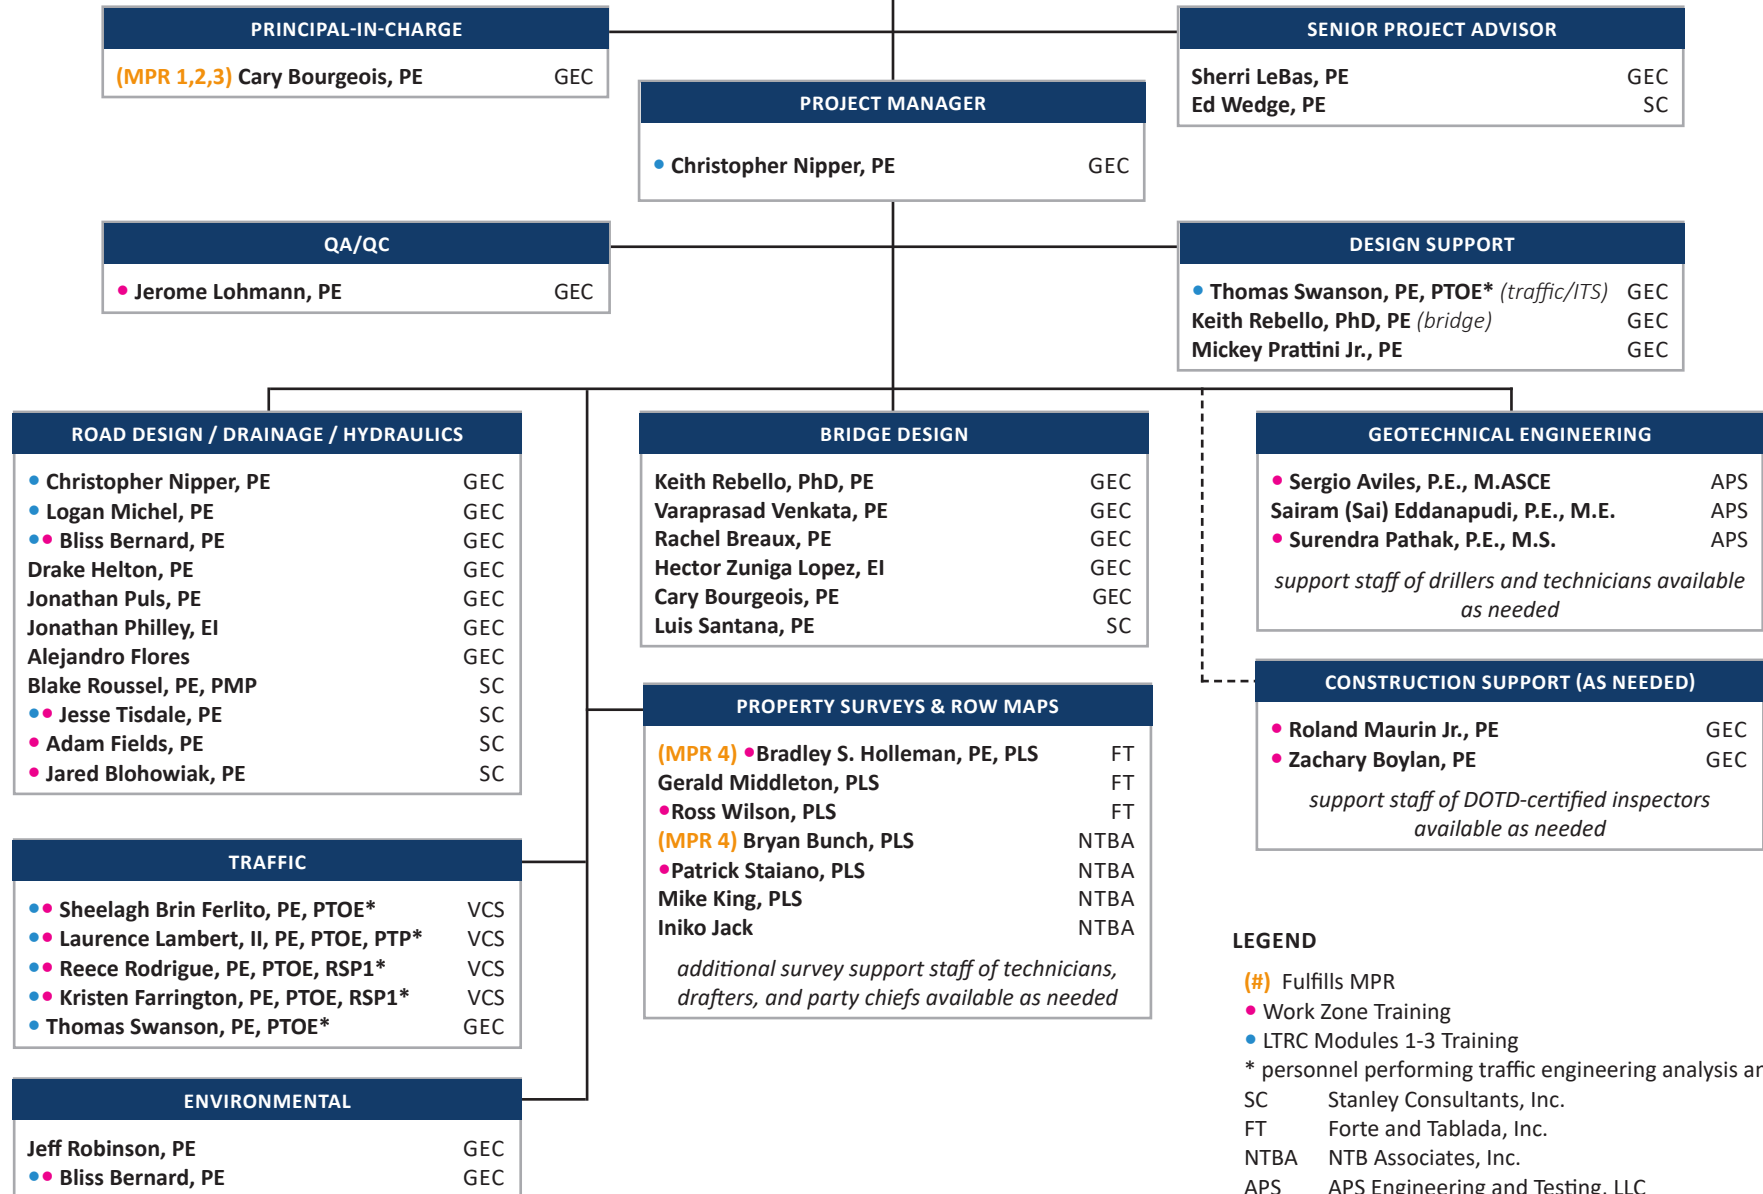 PRINCIPAL-IN-CHARGE
(MPR 1,2,3) Cary Bourgeois, PE GEC
SENIOR PROJECT ADVISOR
Sherri LeBas, PE GEC
Ed Wedge, PE SC
PROJECT MANAGER
• Christopher Nipper, PE GEC
QA/QC
• Jerome Lohmann, PE GEC
DESIGN SUPPORT
• Thomas Swanson, PE, PTOE* (traffic/ITS) GEC
Keith Rebello, PhD, PE (bridge) GEC
Mickey Prattini Jr., PE GEC
ROAD DESIGN / DRAINAGE / HYDRAULICS
• Christopher Nipper, PE GEC
• Logan Michel, PE GEC
•• Bliss Bernard, PE GEC
Drake Helton, PE GEC
Jonathan Puls, PE GEC
Jonathan Philley, EI GEC
Alejandro Flores GEC
Blake Roussel, PE, PMP SC
•• Jesse Tisdale, PE SC
• Adam Fields, PE SC
• Jared Blohowiak, PE SC
BRIDGE DESIGN
Keith Rebello, PhD, PE GEC
Varaprasad Venkata, PE GEC
Rachel Breaux, PE GEC
Hector Zuniga Lopez, EI GEC
Cary Bourgeois, PE GEC
Luis Santana, PE SC
GEOTECHNICAL ENGINEERING
• Sergio Aviles, P.E., M.ASCE APS
Sairam (Sai) Eddanapudi, P.E., M.E. APS
• Surendra Pathak, P.E., M.S. APS
support staff of drillers and technicians available
as needed
PROPERTY SURVEYS & ROW MAPS
(MPR 4) •Bradley S. Holleman, PE, PLS FT
Gerald Middleton, PLS FT
•Ross Wilson, PLS FT
(MPR 4) Bryan Bunch, PLS NTBA
•Patrick Staiano, PLS NTBA
Mike King, PLS NTBA
Iniko Jack NTBA
additional survey support staff of technicians,
drafters, and party chiefs available as needed
CONSTRUCTION SUPPORT (AS NEEDED)
• Roland Maurin Jr., PE GEC
• Zachary Boylan, PE GEC
support staff of DOTD-certified inspectors
available as needed
TRAFFIC
•• Sheelagh Brin Ferlito, PE, PTOE* VCS
•• Laurence Lambert, II, PE, PTOE, PTP* VCS
•• Reece Rodrigue, PE, PTOE, RSP1* VCS
•• Kristen Farrington, PE, PTOE, RSP1* VCS
• Thomas Swanson, PE, PTOE* GEC
ENVIRONMENTAL
Jeff Robinson, PE GEC
•• Bliss Bernard, PE GEC
LEGEND
(#) Fulfills MPR
• Work Zone Training
• LTRC Modules 1-3 Training
* personnel performing traffic engineering analysis
SC Stanley Consultants, Inc.
FT Forte and Tablada, Inc.
NTBA NTB Associates, Inc.
APS APS Engineering and Testing, LLC